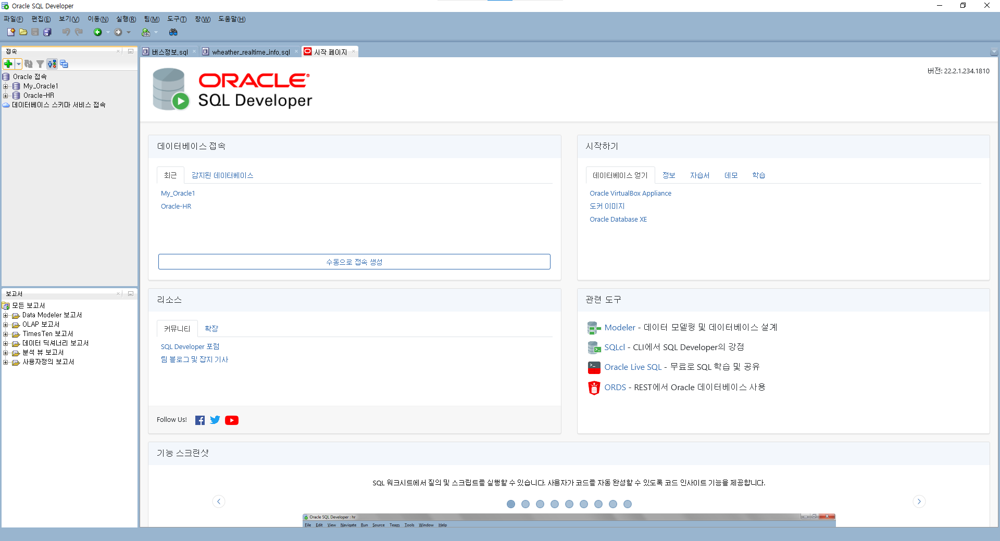 Oracle SQL Developer
파일(F) 편집(E) 보기(V) 이동(N) 실행(R) 팀(M) 도구(T) 창(W) 도움말(H)
접속
Oracle 접속
My_Oracle1
Oracle-HR
데이터베이스 스키마 서비스 접속
보고서
모든 보고서
Data Modeler 보고서
OLAP 보고서
TimesTen 보고서
데이터 딕셔너리 보고서
분석 뷰 보고서
사용자정의 보고서
버스정보.sql wheather_realtime_info.sql 시작 페이지
ORACLE
SQL Developer
버전: 22.2.1.234.1810
데이터베이스 접속
최근 감지된 데이터베이스
My_Oracle1
Oracle-HR
수동으로 접속 생성
시작하기
데이터베이스 얻기 정보 자습서 데모 학습
Oracle VirtualBox Appliance
도커 이미지
Oracle Database XE
리소스
커뮤니티 확장
SQL Developer 포럼
팀 블로그 및 잡지 기사
Follow Us!
관련 도구
Modeler - 데이터 모델링 및 데이터베이스 설계
SQLcl - CLI에서 SQL Developer의 강점
Oracle Live SQL - 무료로 SQL 학습 및 공유
ORDS - REST에서 Oracle 데이터베이스 사용
기능 스크린샷
SQL 워크시트에서 질의 및 스크립트를 실행할 수 있습니다. 사용자가 코드를 자동 완성할 수 있도록 코드 인사이트 기능을 제공합니다.
Oracle SQL Developer : hr
File Edit View Navigate Run Source Team Tools Window Help